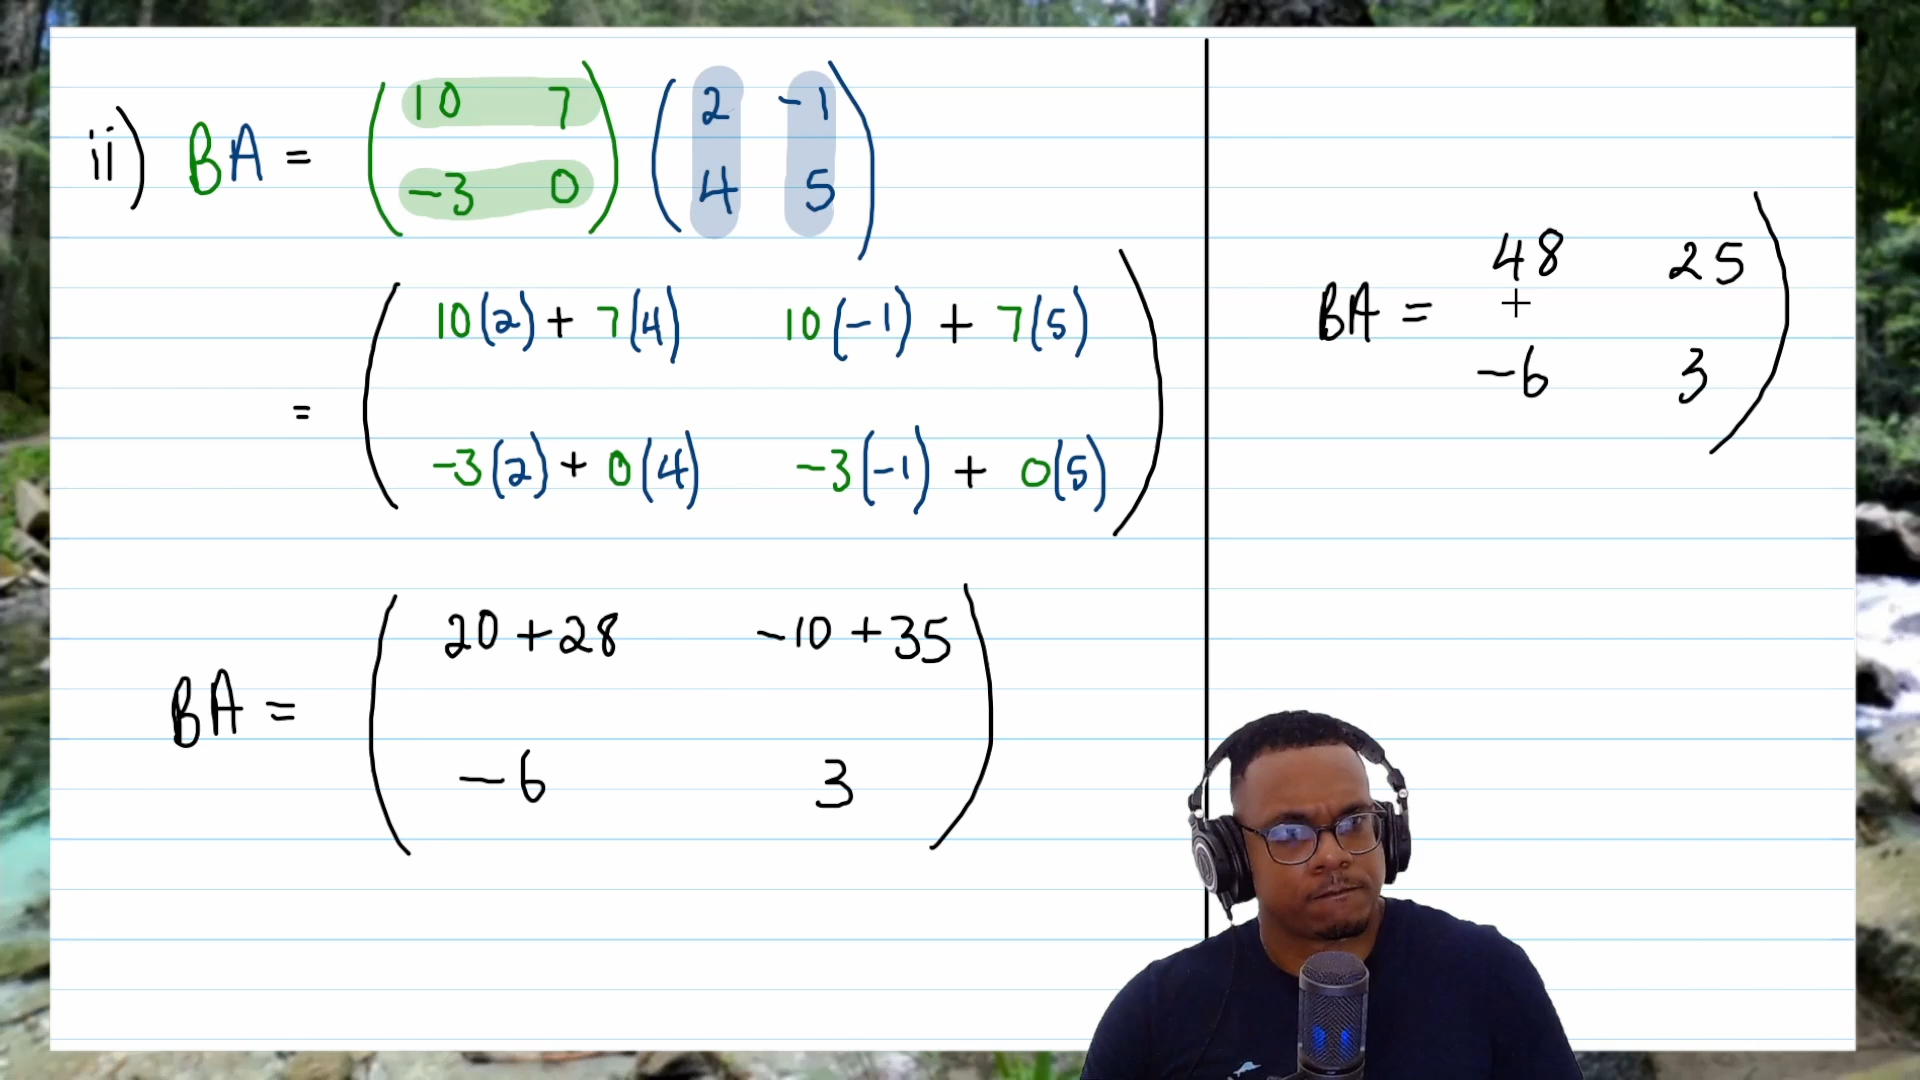 ii) BA = ( 10 7 ) ( 2 -1 )
( -3 0 ) ( 4 5 )
= ( 10(2) + 7(4) 10(-1) + 7(5) )
( -3(2) + 0(4) -3(-1) + 0(5) )
BA = ( 20 + 28 -10 + 35 )
( -6 3 )
BA = 48 25 )
-6 3 )